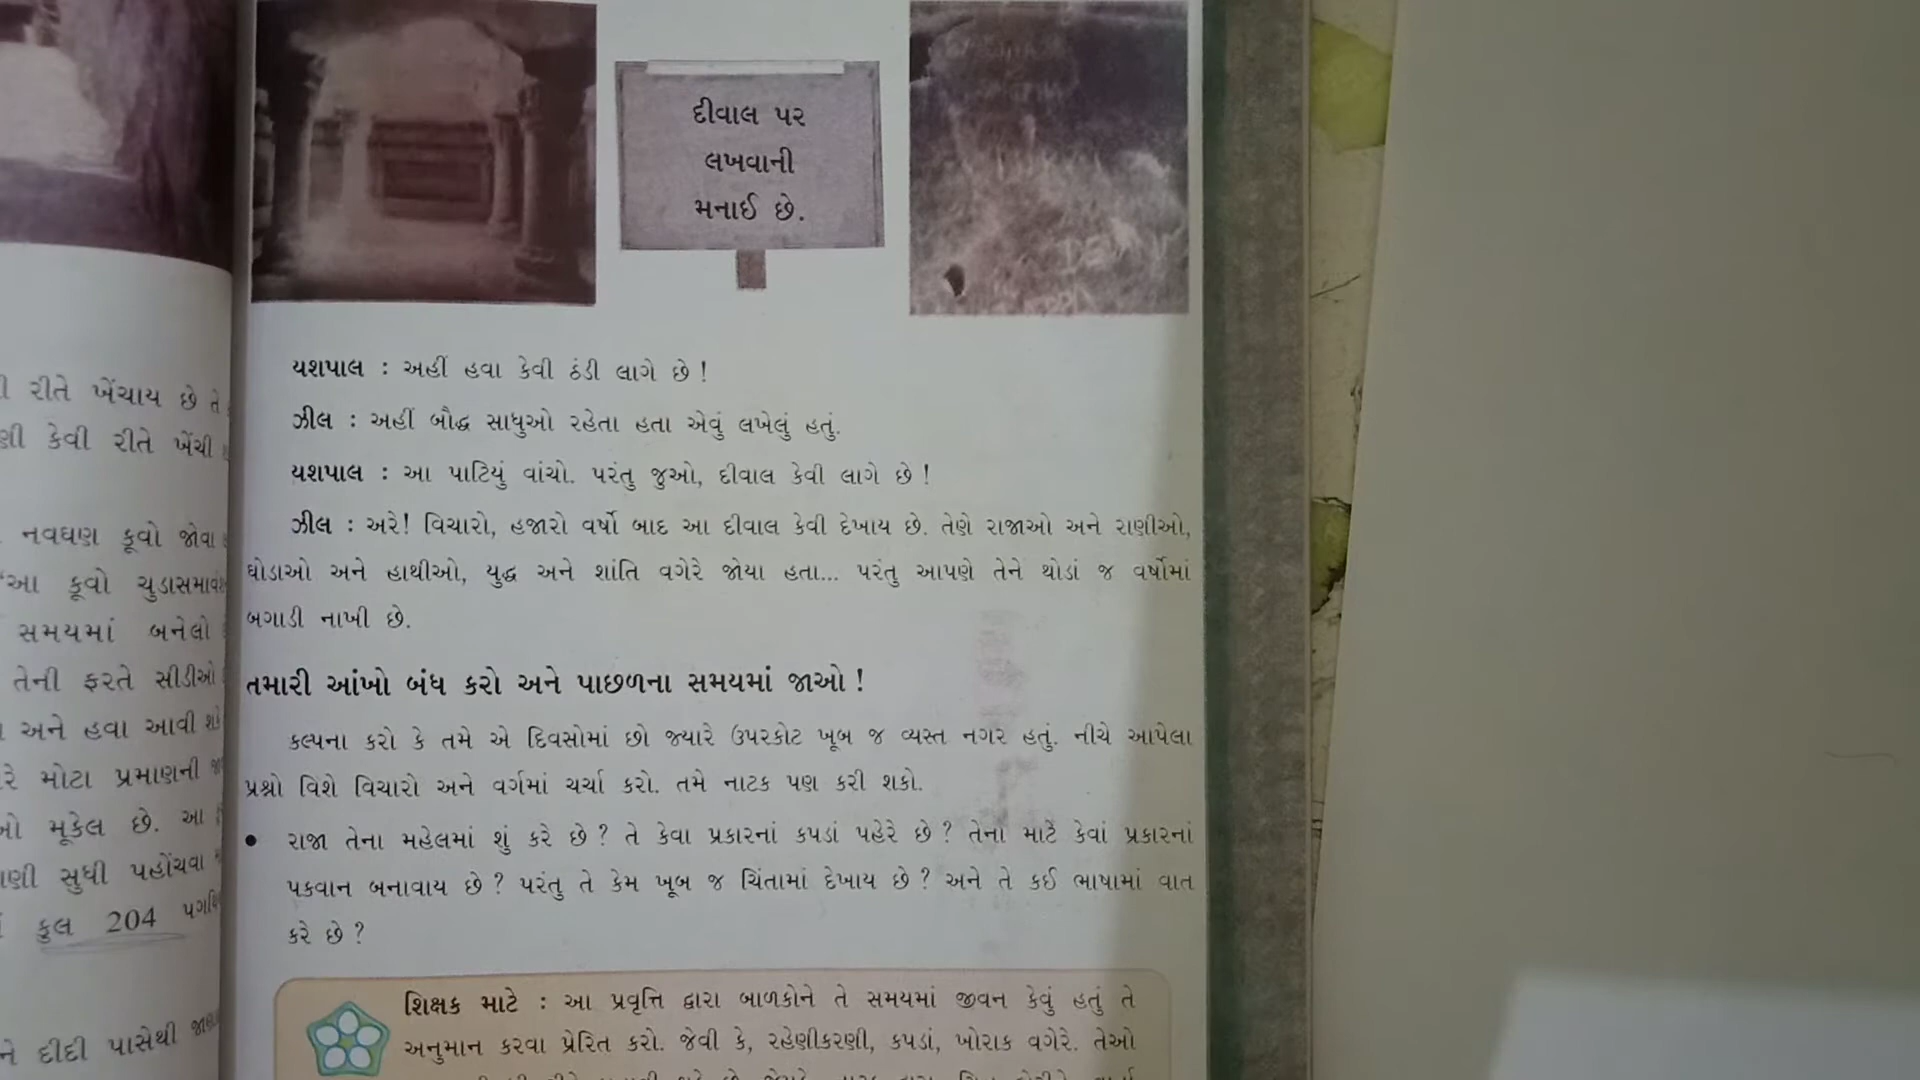 દીવાલ પર
લખવાની
મનાઈ છે.
યશપાલ : અહીં હવા કેવી ઠંડી લાગે છે !
ઝીલ : અહીં બૌદ્ધ સાધુઓ રહેતા હતા એવું લખેલું હતું.
યશપાલ : આ પાટિયું વાંચો. પરંતુ જુઓ, દીવાલ કેવી લાગે છે !
ઝીલ : અરે! વિચારો, હજારો વર્ષો બાદ આ દીવાલ કેવી દેખાય છે. તેણે રાજાઓ અને રાણીઓ,
ઘોડાઓ અને હાથીઓ, યુદ્ધ અને શાંતિ વગેરે જોયા હતા... પરંતુ આપણે તેને થોડાં જ વર્ષોમાં
બગાડી નાખી છે.
તમારી આંખો બંધ કરો અને પાછળના સમયમાં જાઓ !
કલ્પના કરો કે તમે એ દિવસોમાં છો જ્યારે ઉપરકોટ ખૂબ જ વ્યસ્ત નગર હતું. નીચે આપેલા
પ્રશ્નો વિશે વિચારો અને વર્ગમાં ચર્ચા કરો. તમે નાટક પણ કરી શકો.
• રાજા તેના મહેલમાં શું કરે છે ? તે કેવા પ્રકારનાં કપડાં પહેરે છે ? તેના માટે કેવાં પ્રકારનાં
પકવાન બનાવાય છે ? પરંતુ તે કેમ ખૂબ જ ચિંતામાં દેખાય છે ? અને તે કઈ ભાષામાં વાત
કરે છે ?
શિક્ષક માટે : આ પ્રવૃત્તિ દ્વારા બાળકોને તે સમયમાં જીવન કેવું હતું તે
અનુમાન કરવા પ્રેરિત કરો. જેવી કે, રહેણીકરણી, કપડાં, ખોરાક વગેરે. તેઓ
રીતે ખેંચાય છે તે
કેવી રીતે ખેંચી
નવઘણ કૂવો જોવા
'આ કૂવો
સમયમાં બનેલો
તેની ફરતે સીડીઓ
અને હવા આવી
મોટા પ્રમાણની
મૂકેલ છે. આ
સુધી પહોંચવા
કુલ 204
દીદી પાસેથી